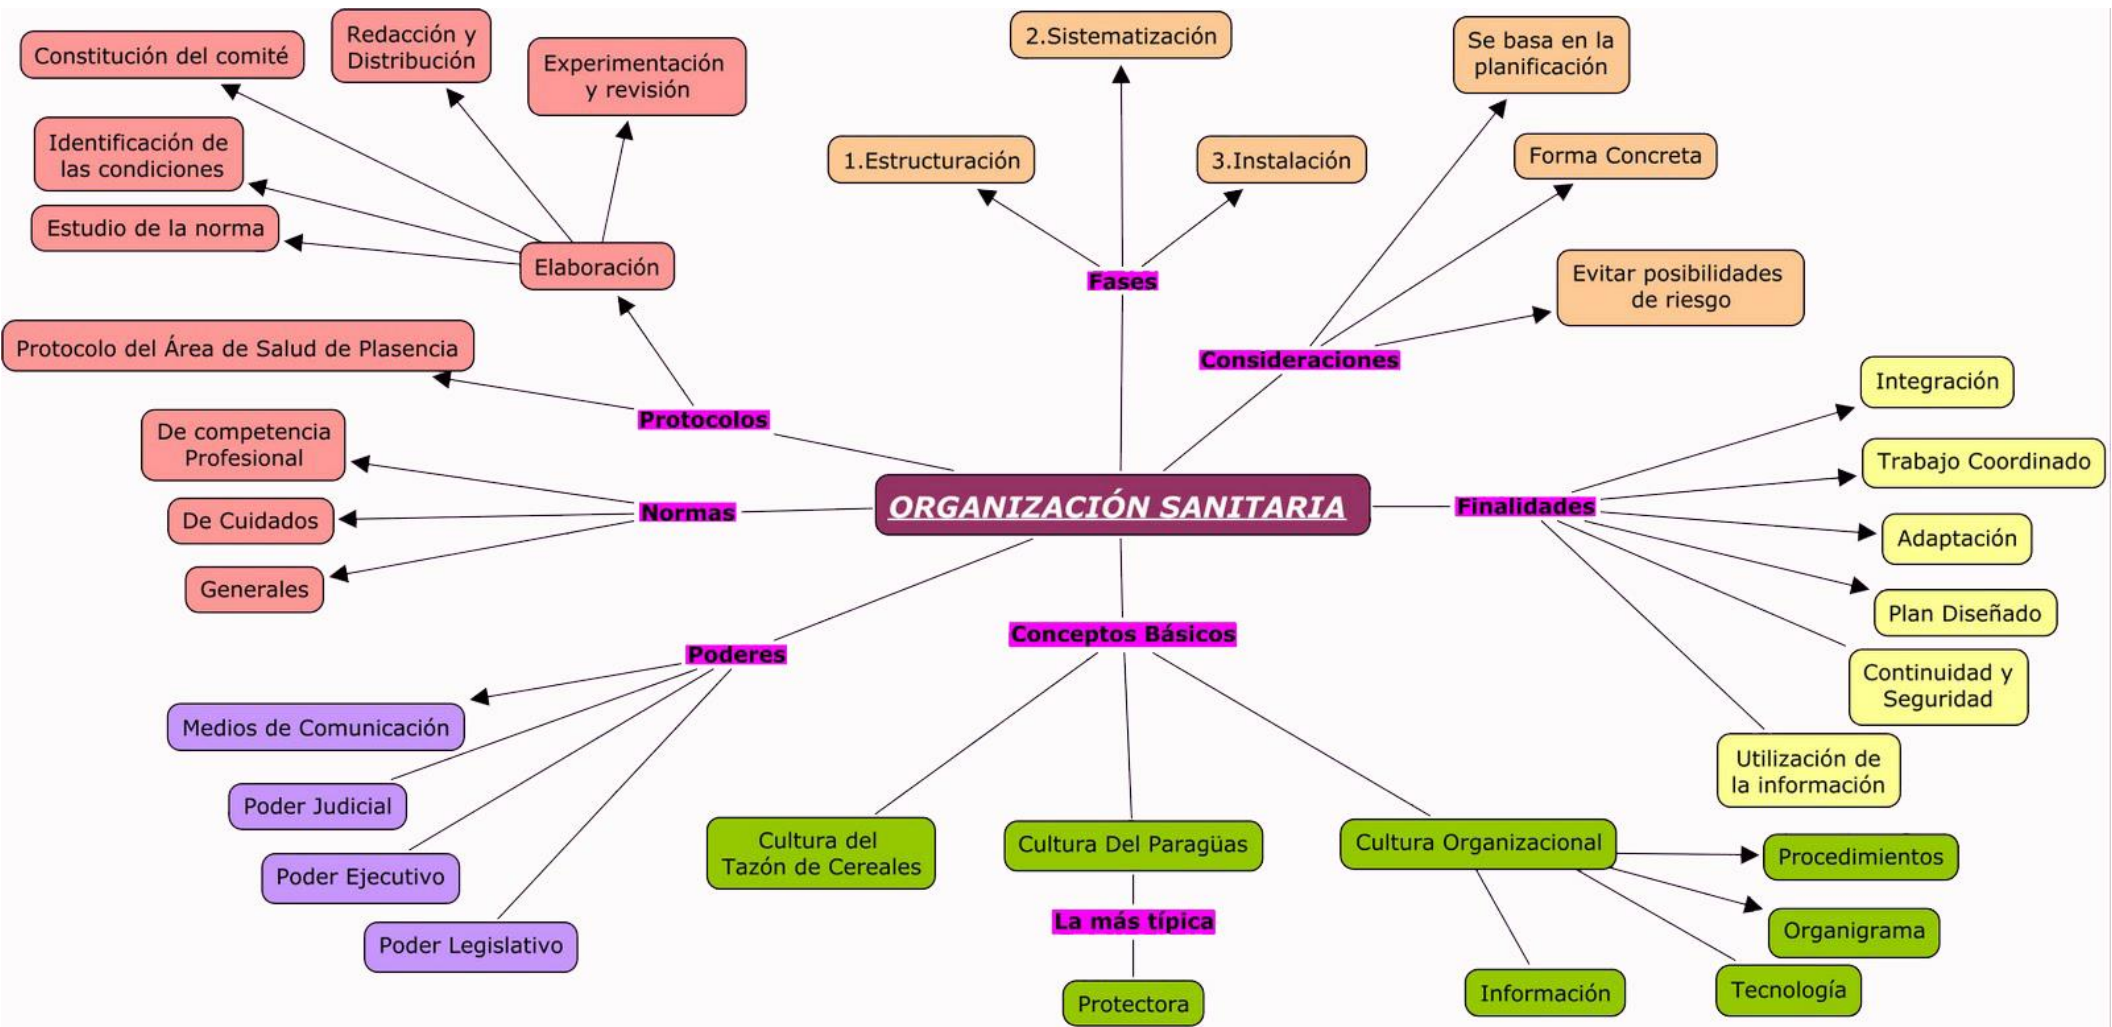 Constitución del comité
Redacción y
Distribución
Experimentación
y revisión
Identificación de
las condiciones
Estudio de la norma
Elaboración
Protocolo del Área de Salud de Plasencia
Protocolos
De competencia
Profesional
De Cuidados
Generales
Normas
2.Sistematización
1.Estructuración
3.Instalación
Fases
Se basa en la
planificación
Forma Concreta
Evitar posibilidades
de riesgo
Consideraciones
ORGANIZACIÓN SANITARIA
Finalidades
Integración
Trabajo Coordinado
Adaptación
Plan Diseñado
Continuidad y
Seguridad
Utilización de
la información
Poderes
Medios de Comunicación
Poder Judicial
Poder Ejecutivo
Poder Legislativo
Conceptos Básicos
Cultura del
Tazón de Cereales
Cultura Del Paragüas
La más típica
Protectora
Cultura Organizacional
Procedimientos
Organigrama
Tecnología
Información